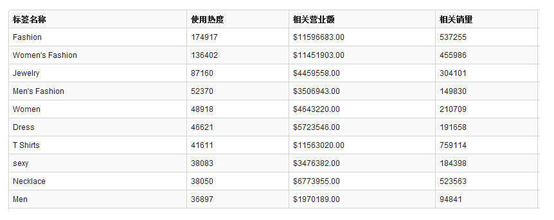 标签名称 使用热度 相关营业额 相关销量
Fashion 174917 $11596683.00 537255
Women's Fashion 136402 $11451903.00 455986
Jewelry 87160 $4459558.00 304101
Men's Fashion 52370 $3506943.00 149830
Women 48918 $4643220.00 210709
Dress 46621 $5723546.00 191658
T Shirts 41611 $11563020.00 759114
sexy 38083 $3476382.00 184398
Necklace 38050 $6773955.00 523563
Men 36897 $1970189.00 94841